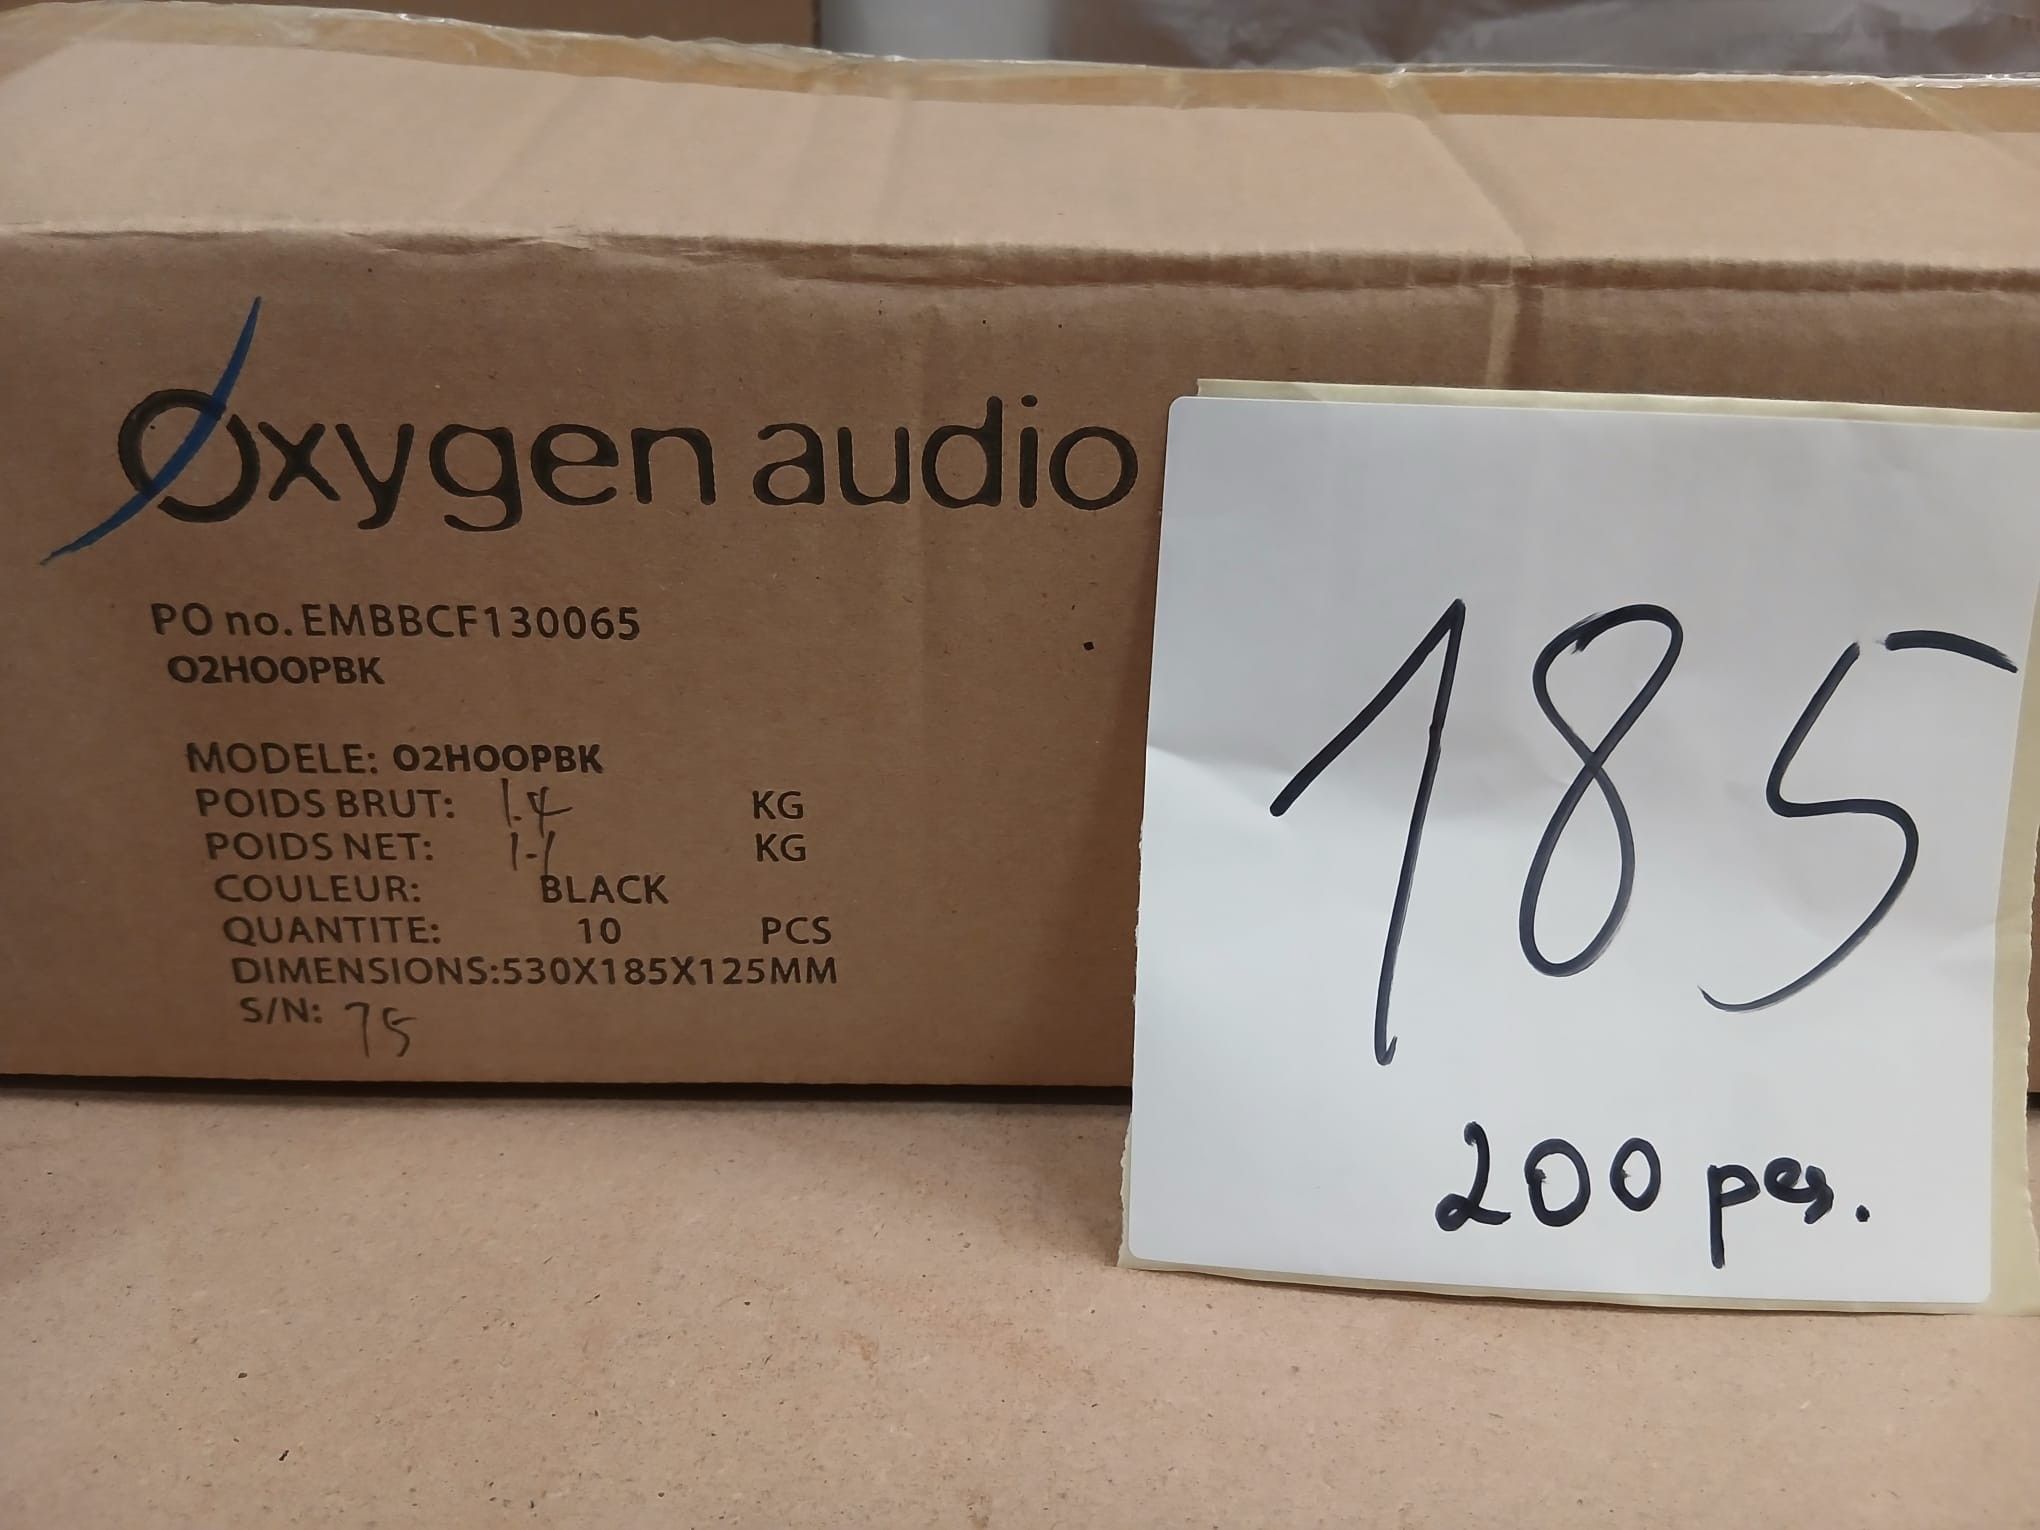 Oxygen audio
PO no. EMBBCF130065
O2HOOPBK
MODELE: O2HOOPBK
POIDS BRUT: 1.4 KG
POIDS NET: 1.1 KG
COULEUR: BLACK
QUANTITE: 10 PCS
DIMENSIONS:530X185X125MM
S/N: 75
185
200 pcs.